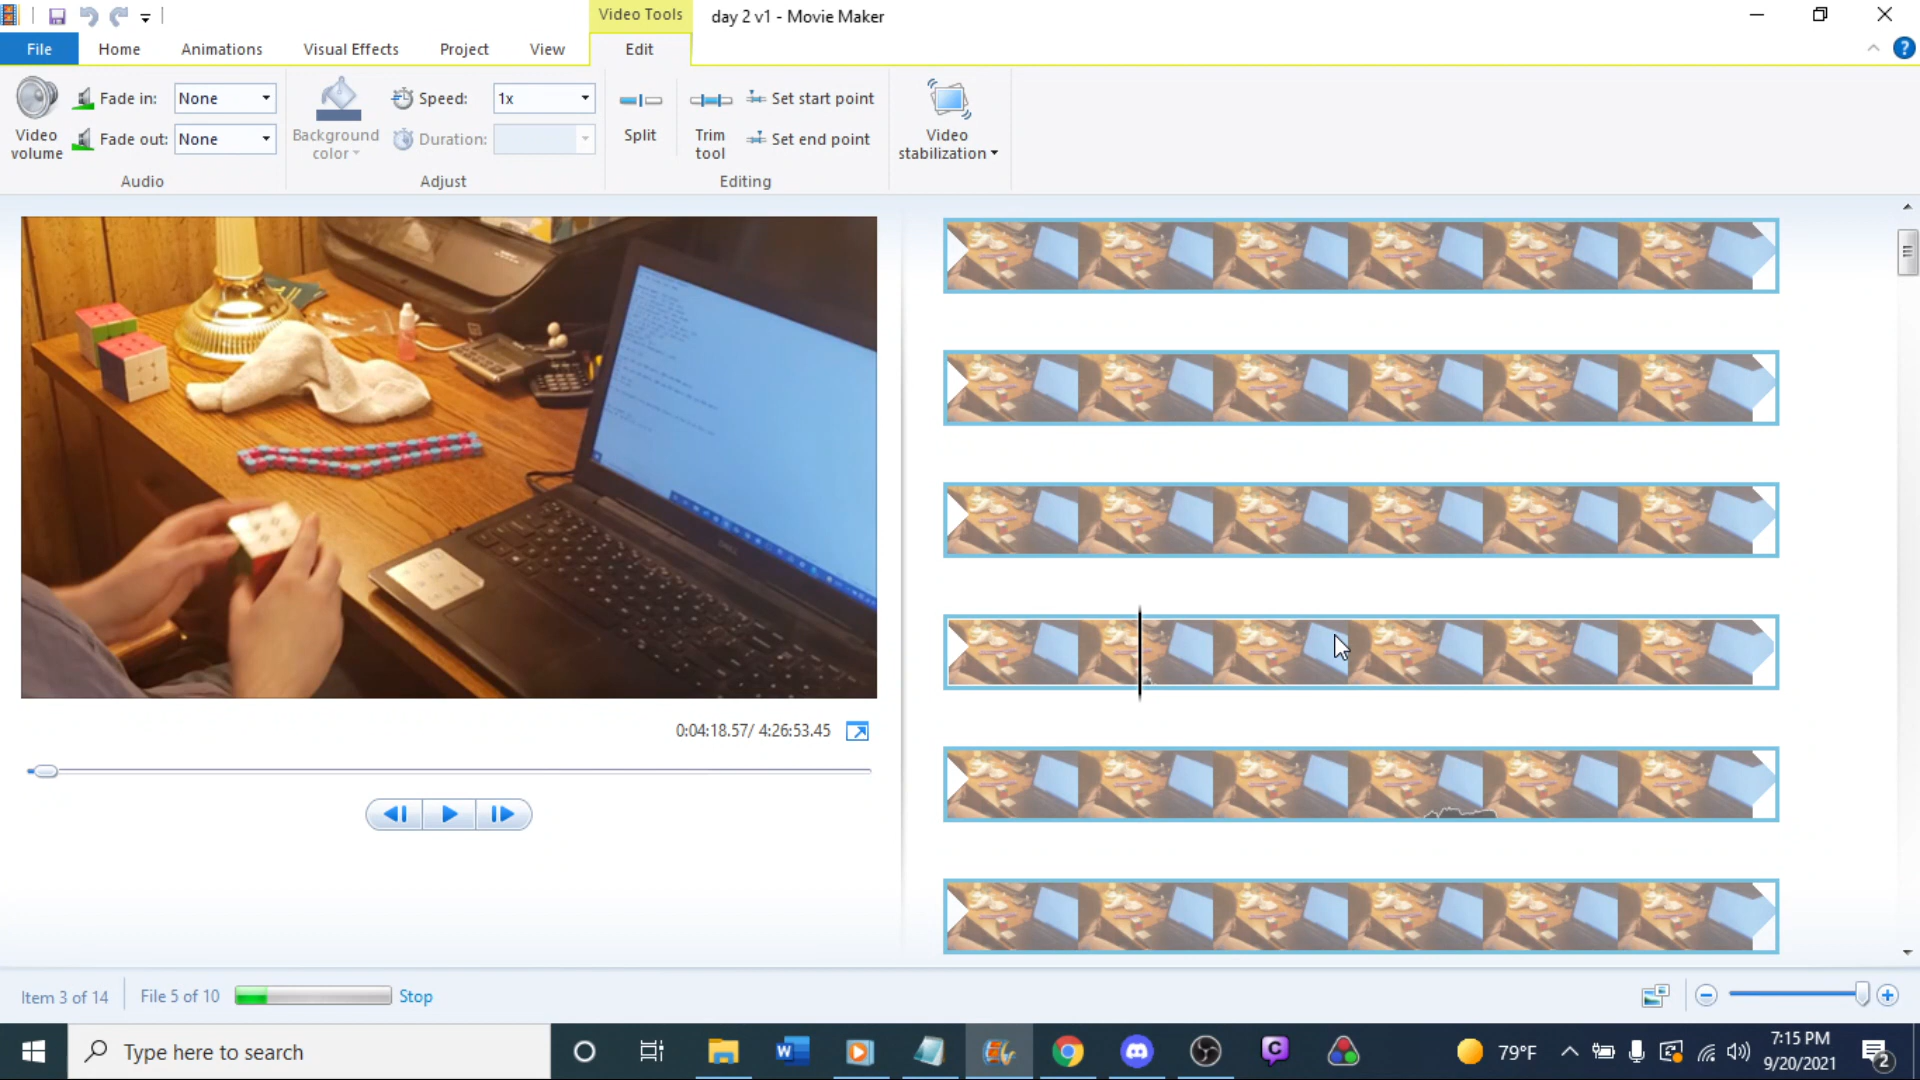 Video Tools
day 2 v1 - Movie Maker
File
Home
Animations
Visual Effects
Project
View
Edit
Video volume
Fade in: None
Fade out: None
Audio
Background color
Speed: 1x
Duration:
Adjust
Split
Trim tool
Set start point
Set end point
Editing
Video stabilization
0:04:18.57/ 4:26:53.45
Item 3 of 14
File 5 of 10
Stop
Type here to search
79°F
7:15 PM
9/20/2021
2